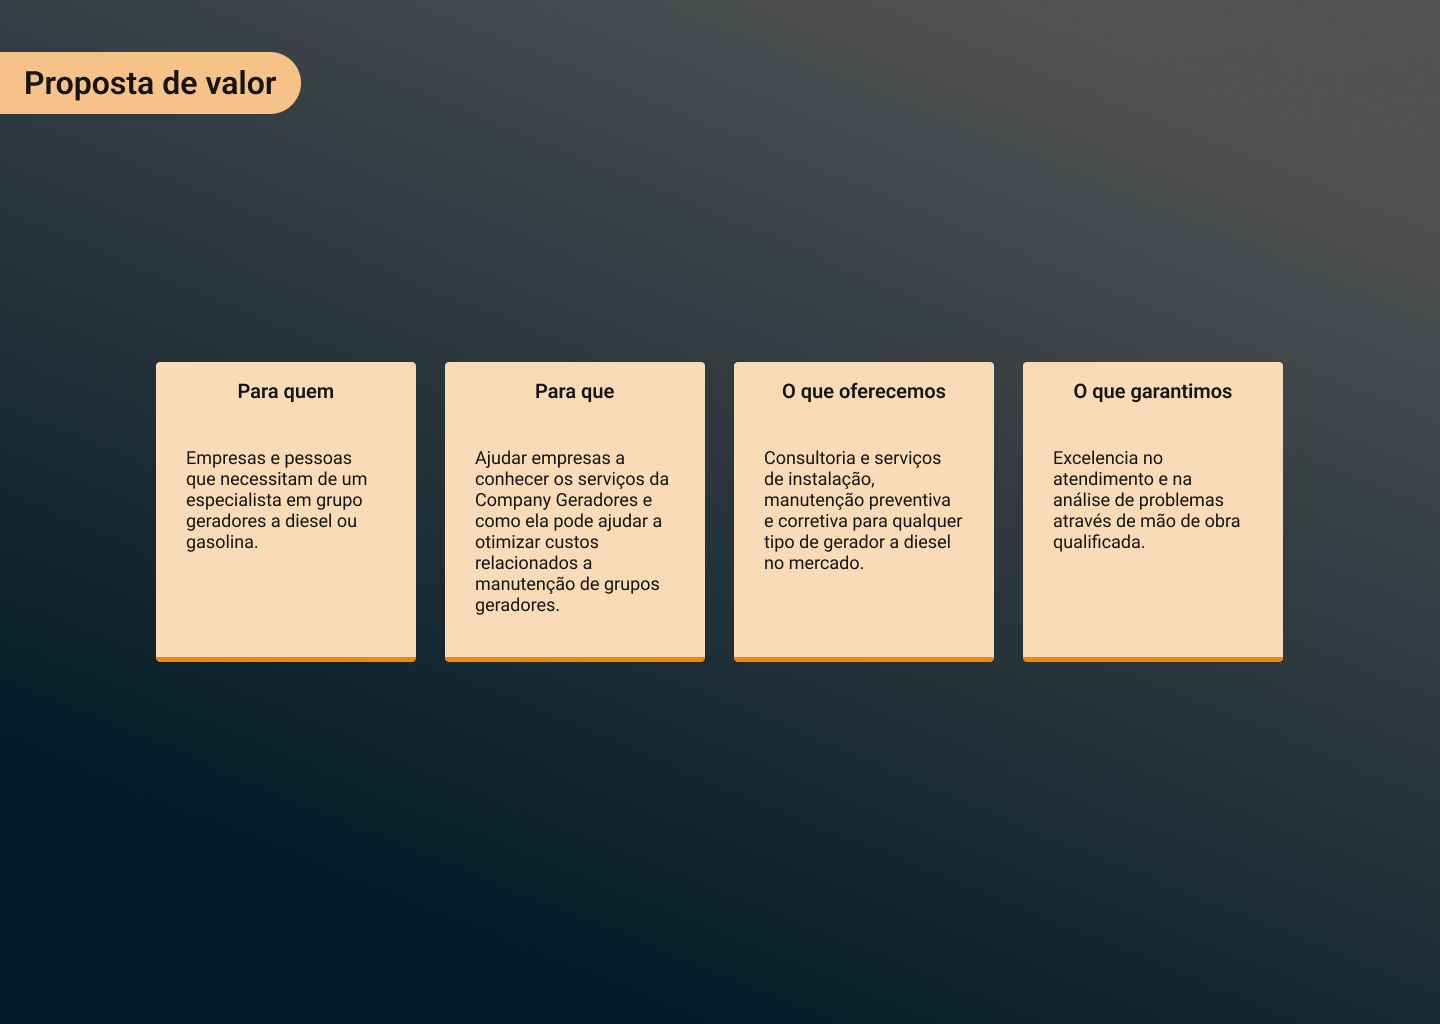 Proposta de valor
Para quem
Empresas e pessoas
que necessitam de um
especialista em grupo
geradores a diesel ou
gasolina.
Para que
Ajudar empresas a
conhecer os serviços da
Company Geradores e
como ela pode ajudar a
otimizar custos
relacionados a
manutenção de grupos
geradores.
O que oferecemos
Consultoria e serviços
de instalação,
manutenção preventiva
e corretiva para qualquer
tipo de gerador a diesel
no mercado.
O que garantimos
Excelencia no
atendimento e na
análise de problemas
através de mão de obra
qualificada.